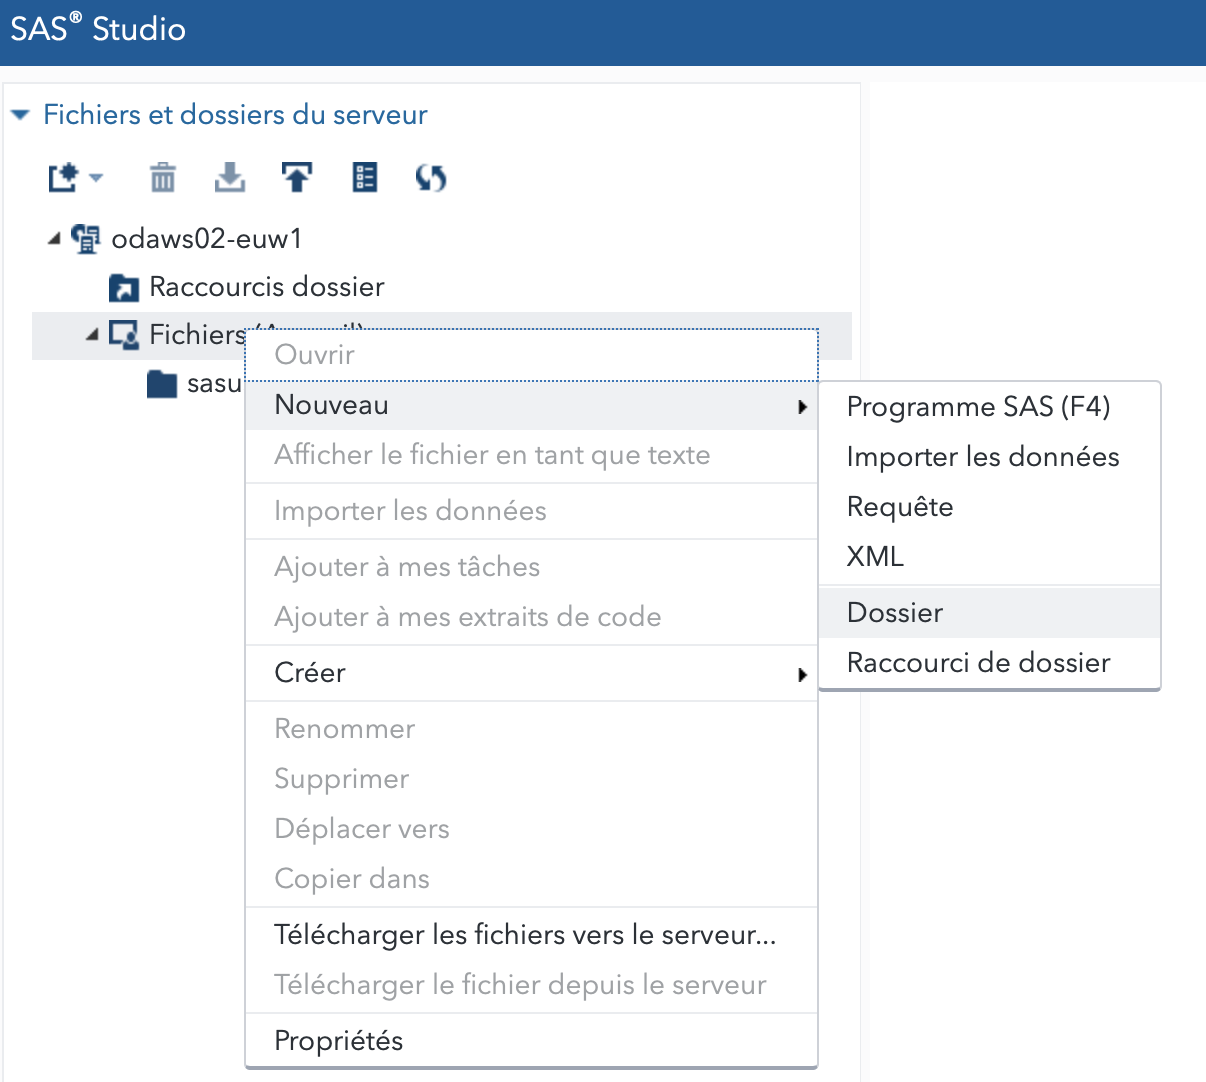 SAS® Studio
Fichiers et dossiers du serveur
odaws02-euw1
Raccourcis dossier
Fichiers
sasu
Ouvrir
Nouveau
Afficher le fichier en tant que texte
Importer les données
Ajouter à mes tâches
Ajouter à mes extraits de code
Créer
Renommer
Supprimer
Déplacer vers
Copier dans
Télécharger les fichiers vers le serveur...
Télécharger le fichier depuis le serveur
Propriétés
Programme SAS (F4)
Importer les données
Requête
XML
Dossier
Raccourci de dossier